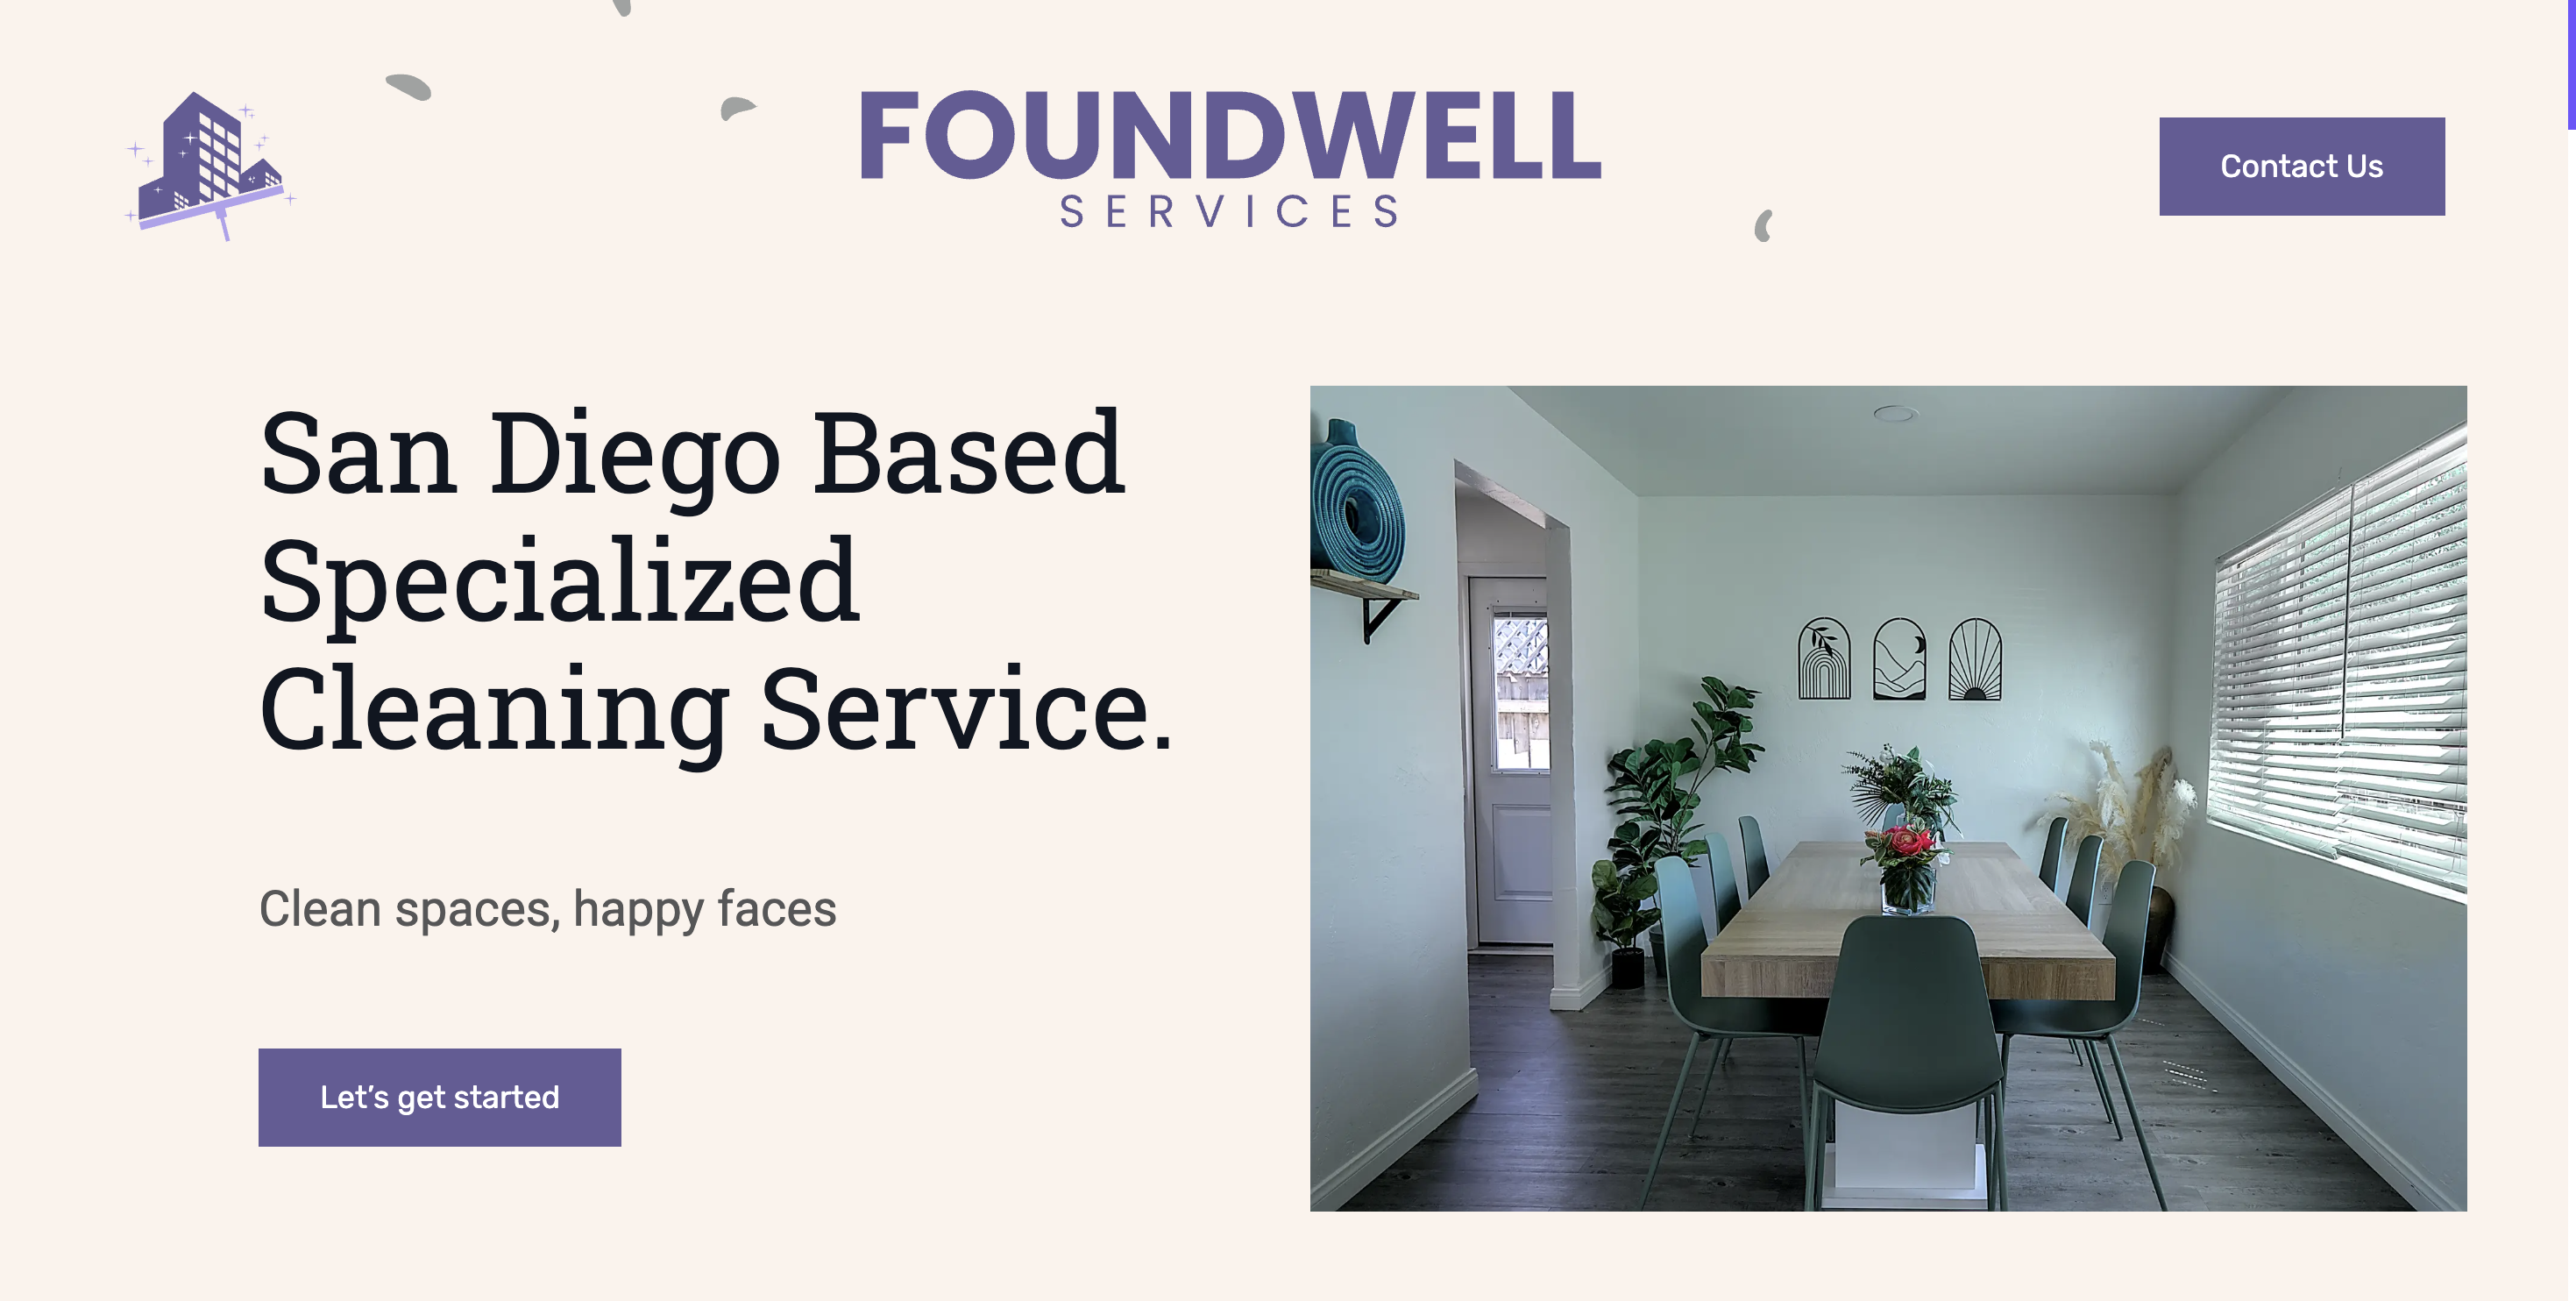 FOUNDWELL
SERVICES
Contact Us
San Diego Based
Specialized
Cleaning Service.
Clean spaces, happy faces
Let’s get started